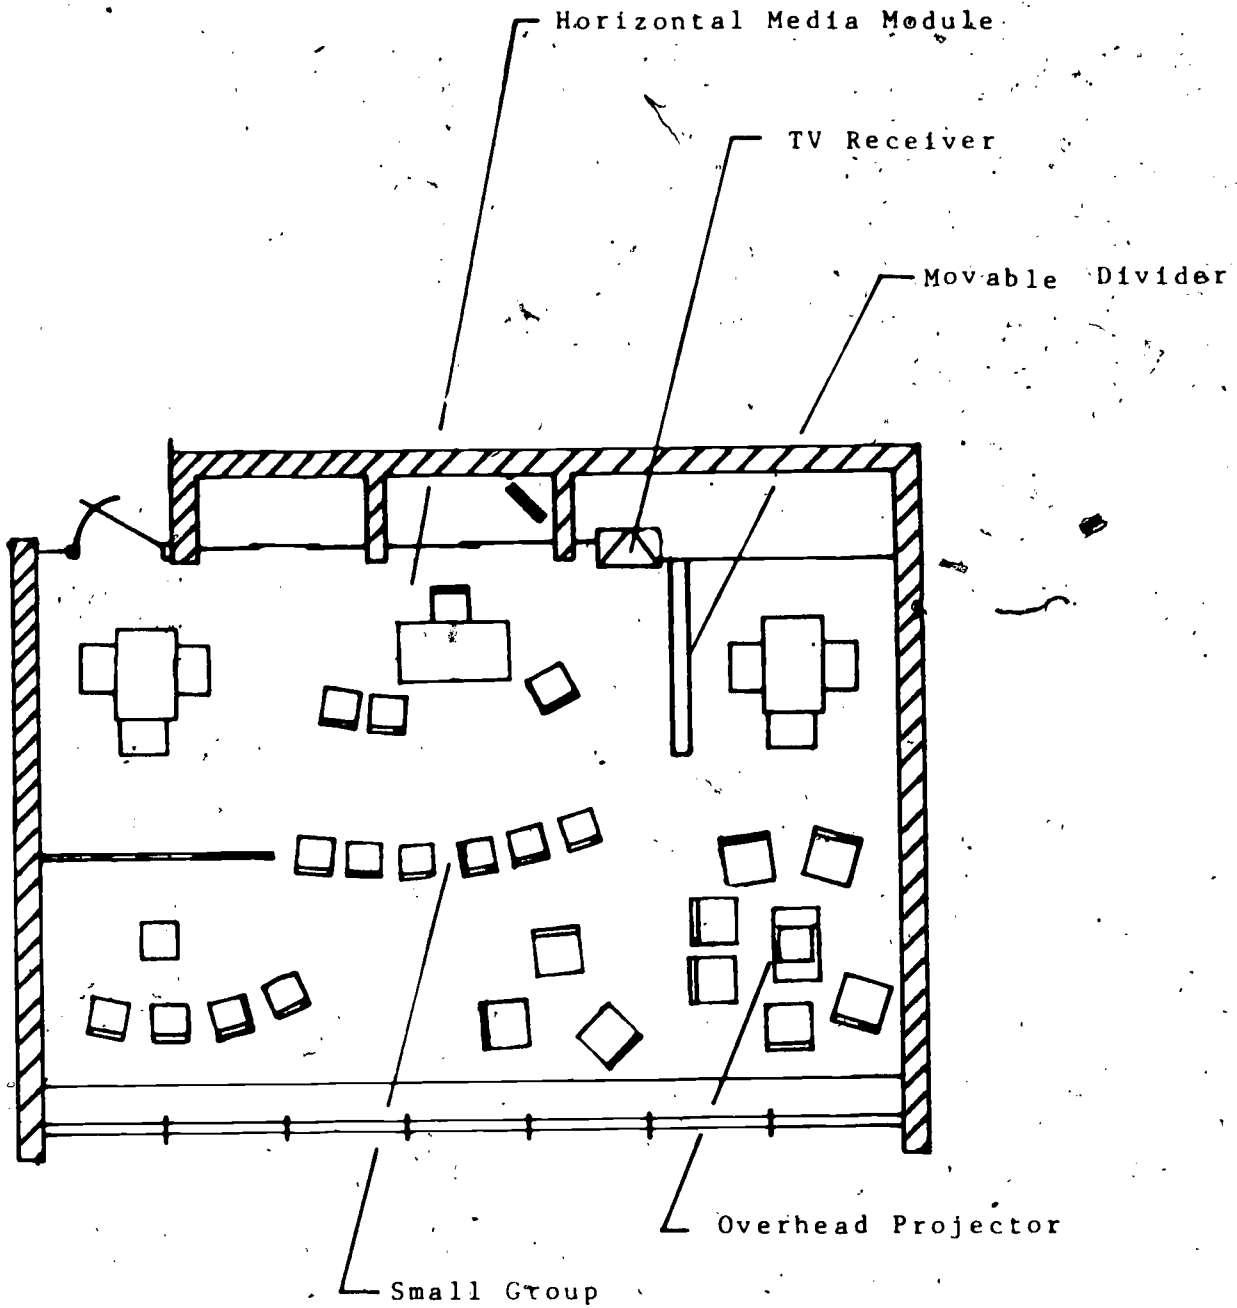 Horizontal Media Module
TV Receiver
Movable Divider
Overhead Projector
Small Group